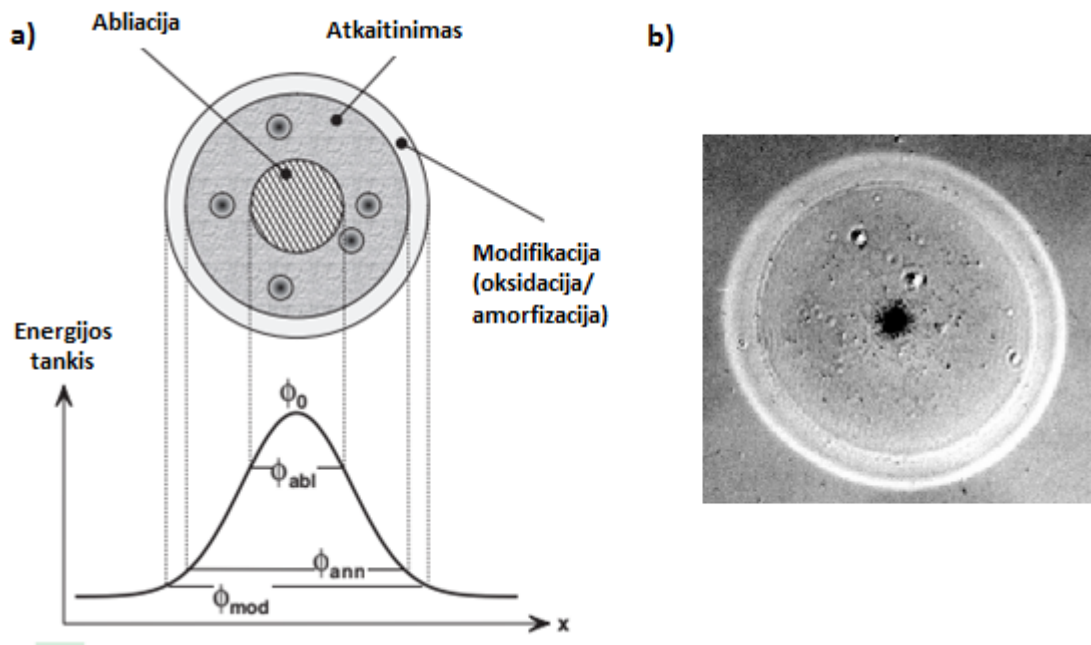 a)
Abliacija
Atkaitinimas
b)
Modifikacija
(oksidacija/
amorfizacija)
Energijos
tankis
ϕ0
ϕabl
ϕann
ϕmod
x